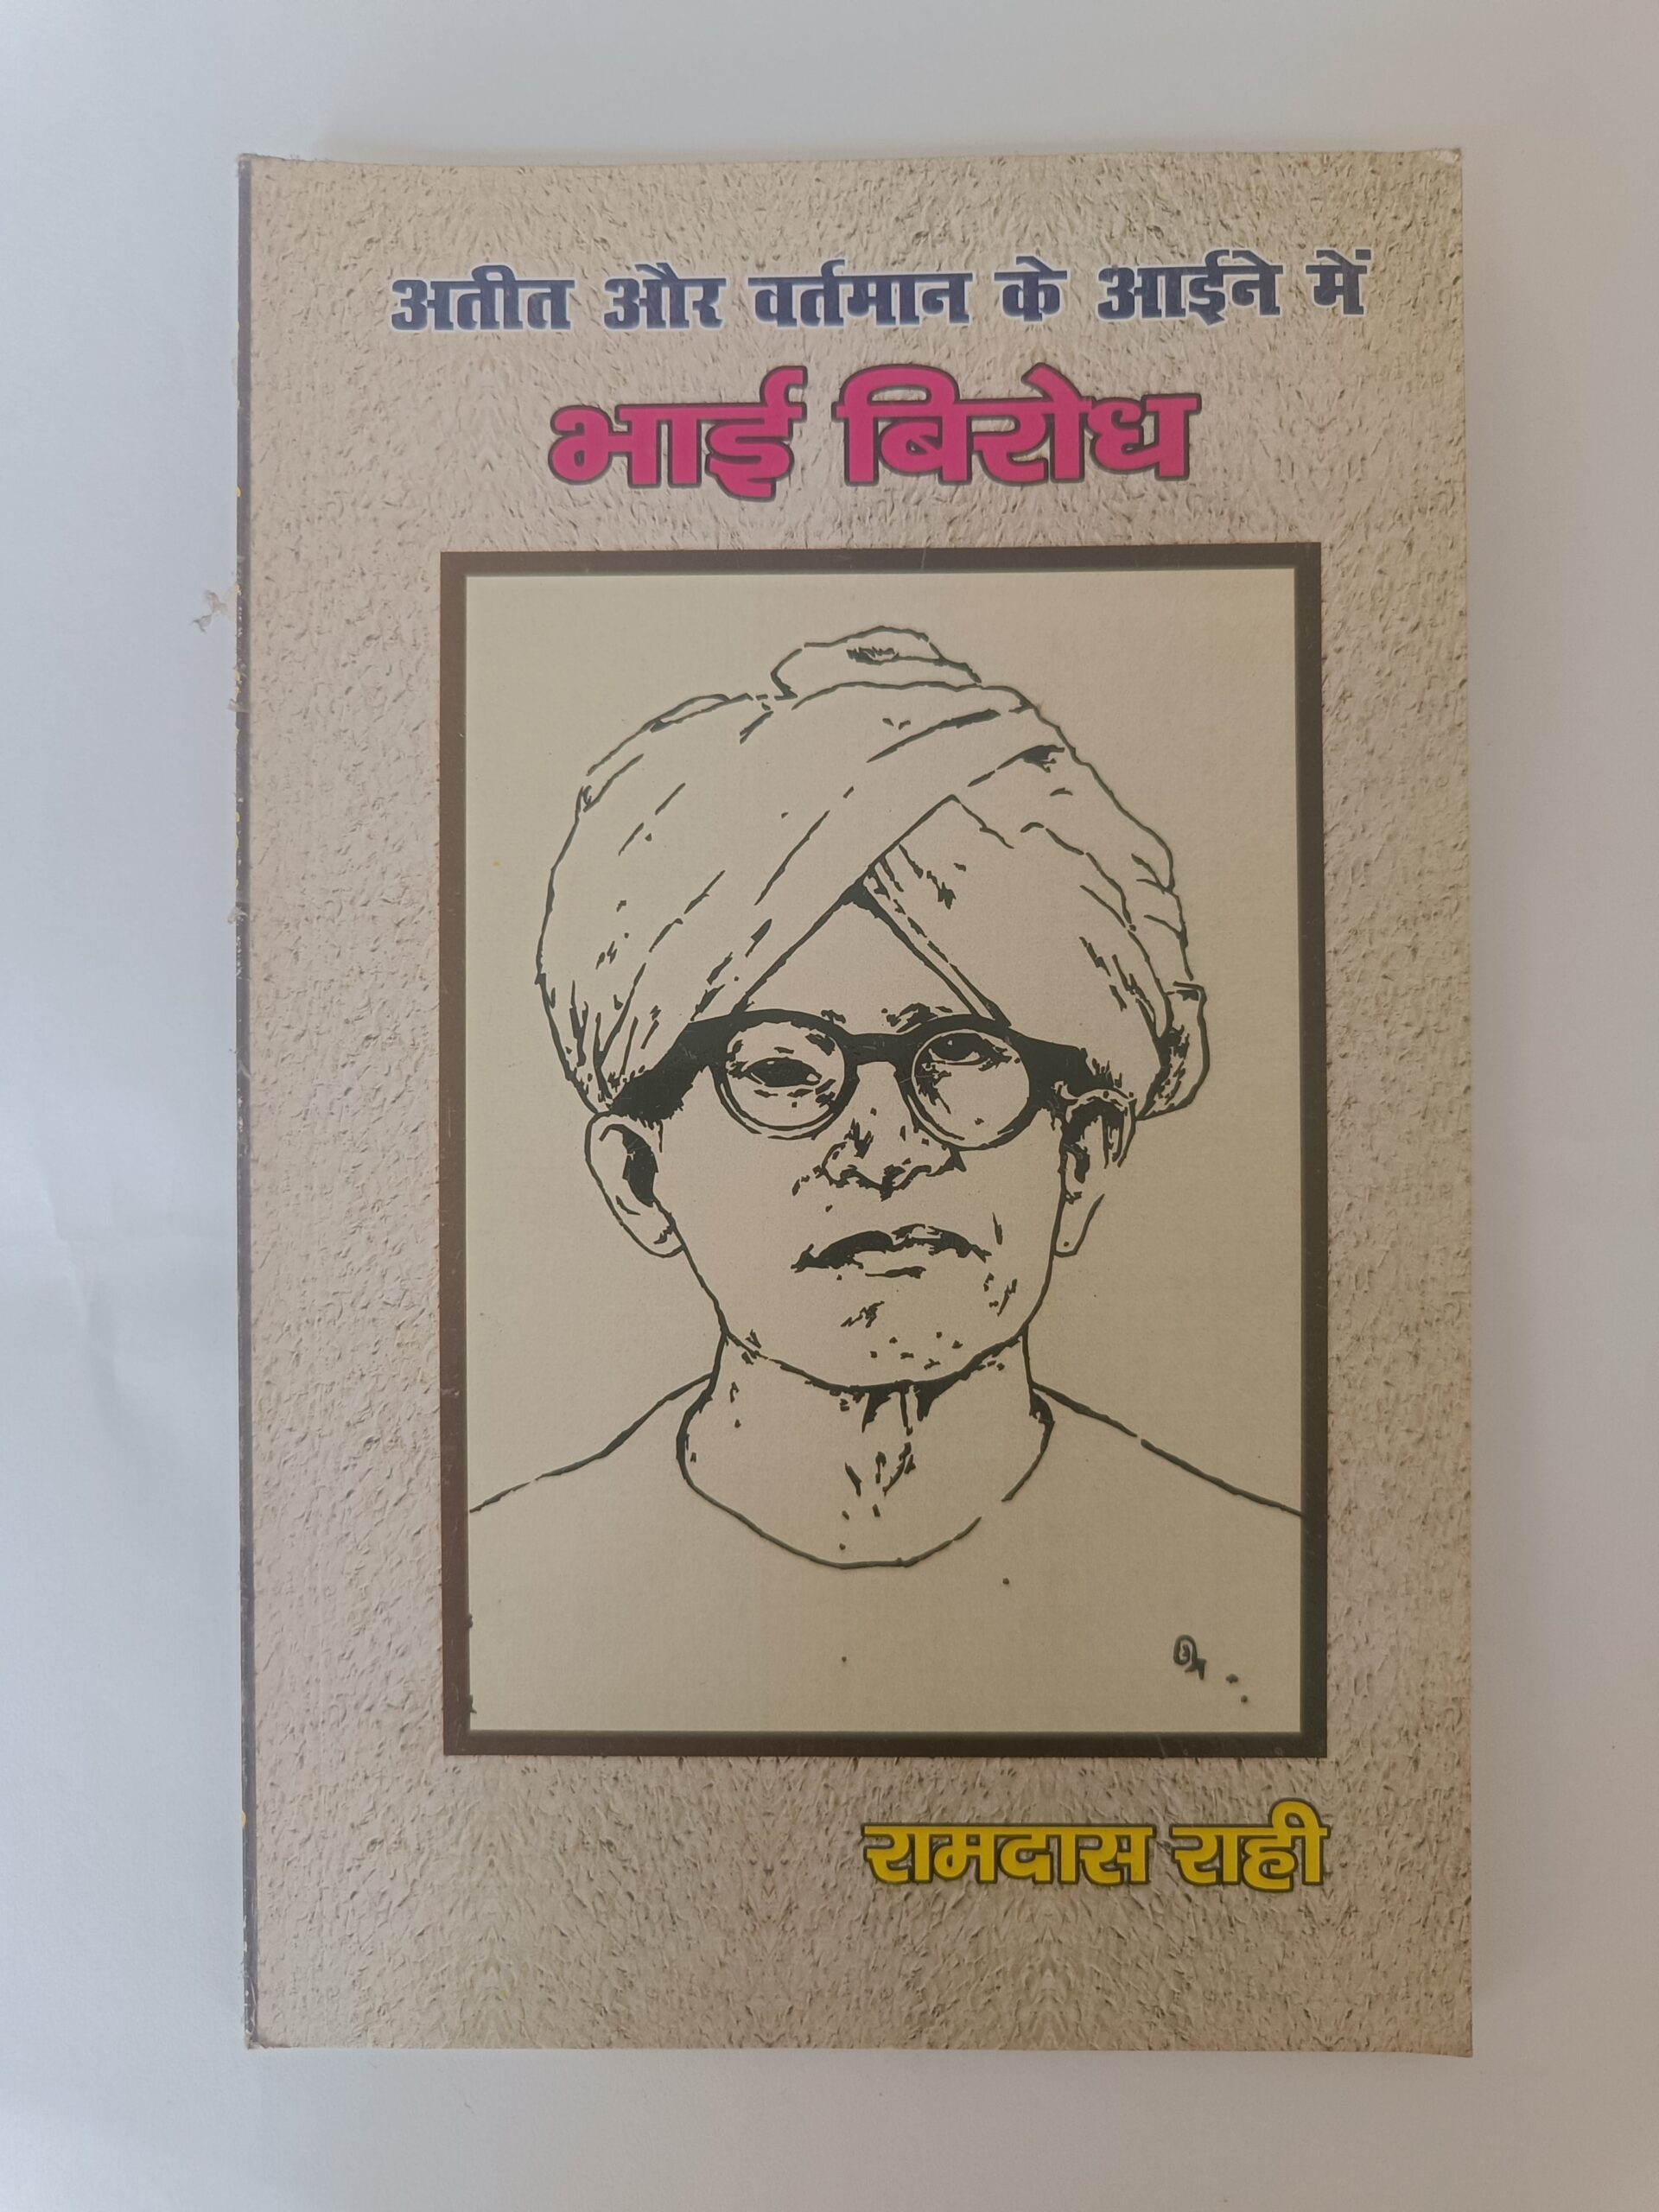 अतीत और वर्तमान के आईने में
भाई बिरोध
रामदास राही